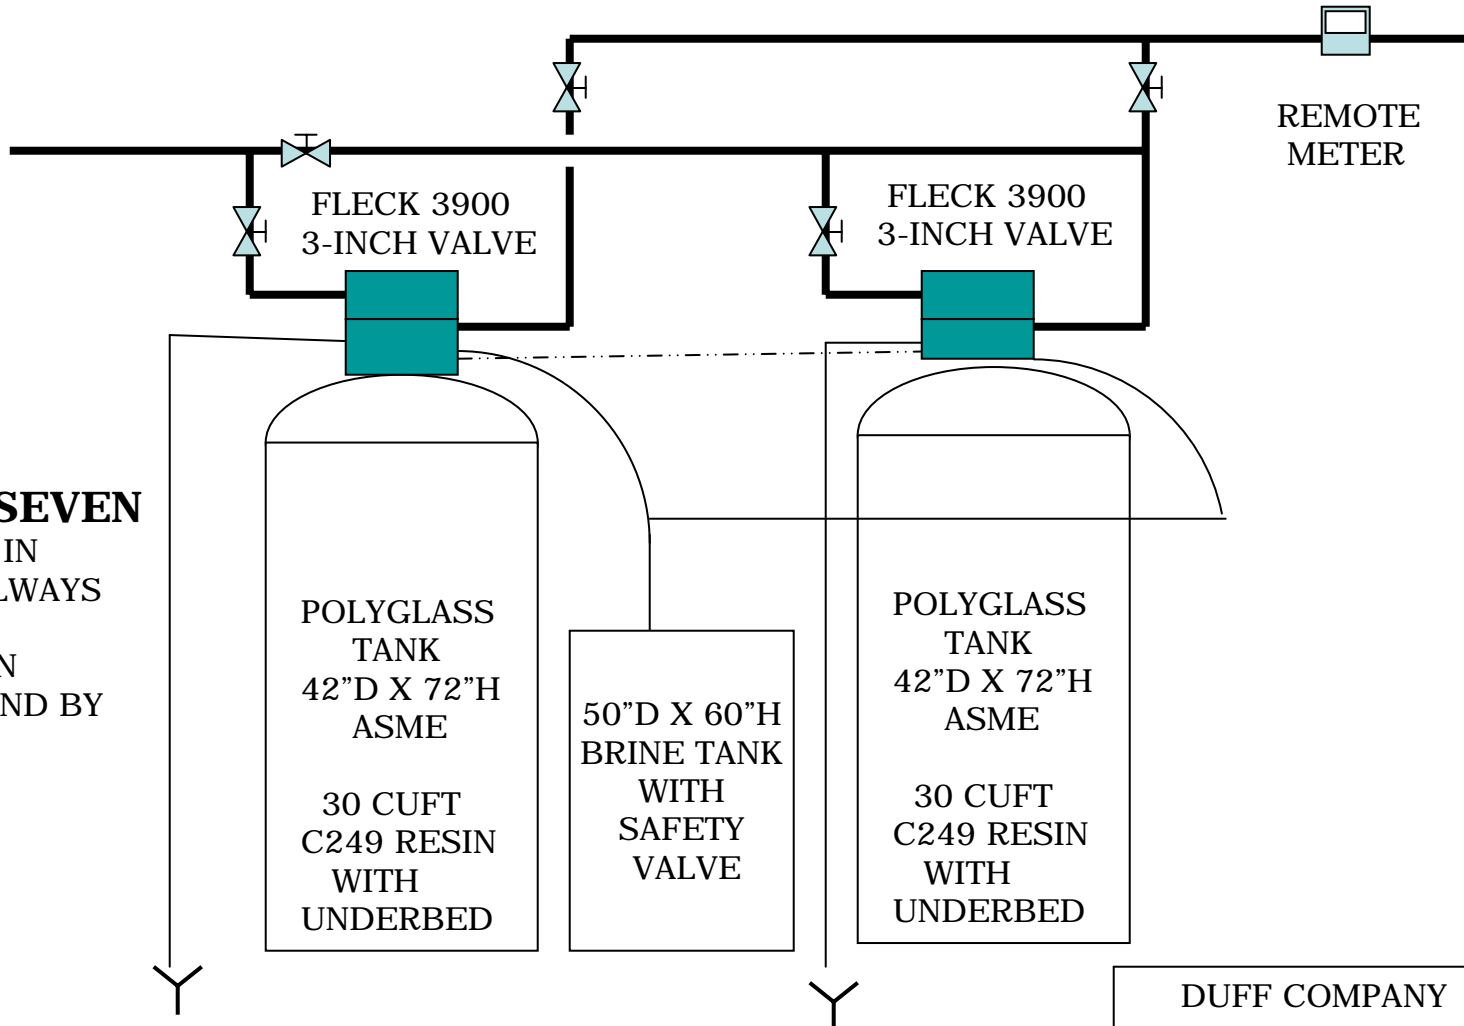 REMOTE
METER
FLECK 3900
3-INCH VALVE
FLECK 3900
3-INCH VALVE
SEVEN
IN
LWAYS
N
ND BY
POLYGLASS
TANK
42”D X 72”H
ASME
30 CUFT
C249 RESIN
WITH
UNDERBED
50”D X 60”H
BRINE TANK
WITH
SAFETY
VALVE
POLYGLASS
TANK
42”D X 72”H
ASME
30 CUFT
C249 RESIN
WITH
UNDERBED
DUFF COMPANY